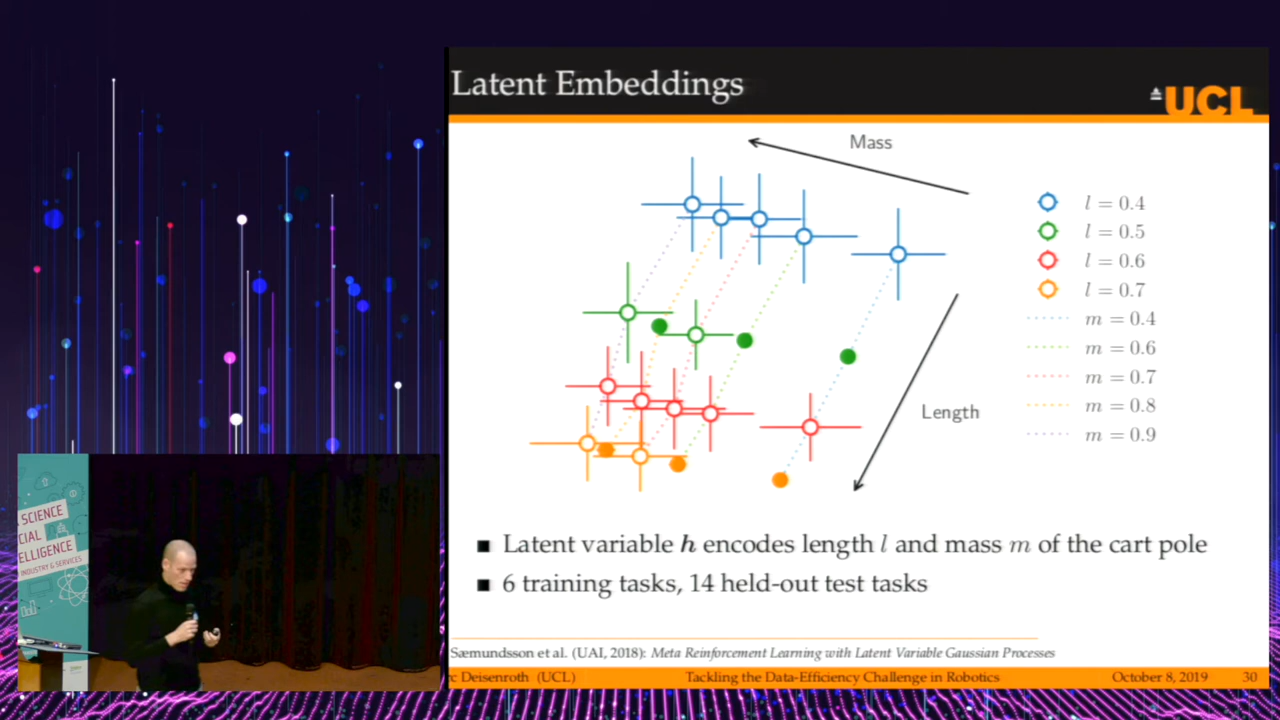 Latent Embeddings
UCL
Mass
Length
l = 0.4
l = 0.5
l = 0.6
l = 0.7
m = 0.4
m = 0.6
m = 0.7
m = 0.8
m = 0.9
■ Latent variable h encodes length l and mass m of the cart pole
■ 6 training tasks, 14 held-out test tasks
Sæmundsson et al. (UAI, 2018): Meta Reinforcement Learning with Latent Variable Gaussian Processes
rc Deisenroth (UCL) Tackling the Data-Efficiency Challenge in Robotics October 8, 2019 30
SCIENCE
CIAL
ELLIGENCE
INDUSTRY & SERVICES